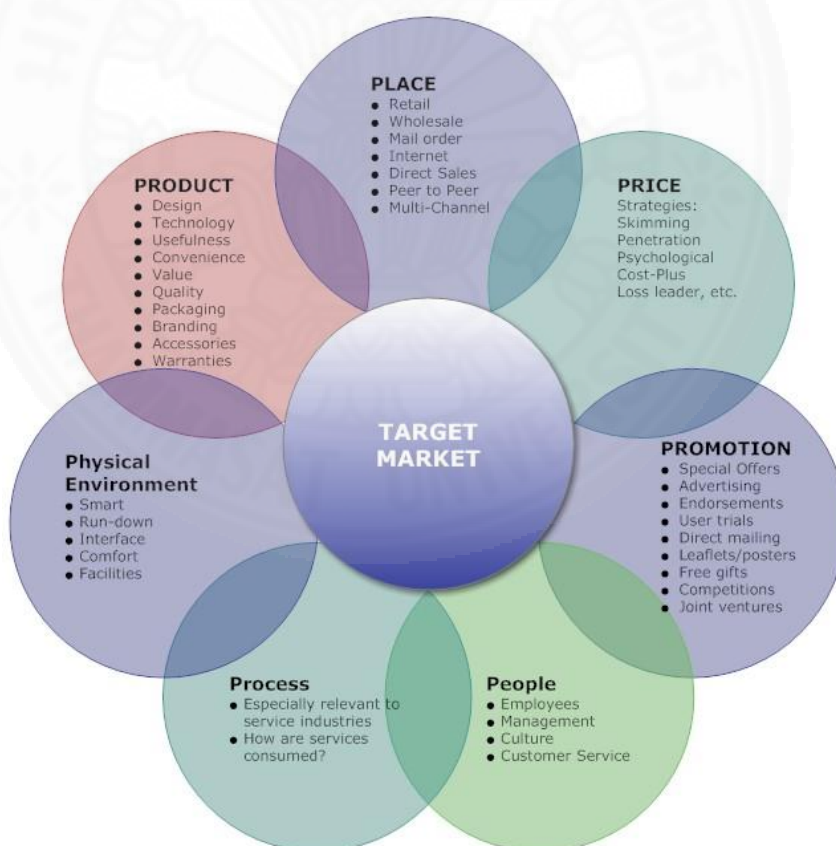 PLACE
● Retail
● Wholesale
● Mail order
● Internet
● Direct Sales
● Peer to Peer
● Multi-Channel
PRODUCT
● Design
● Technology
● Usefulness
● Convenience
● Value
● Quality
● Packaging
● Branding
● Accessories
● Warranties
PRICE
Strategies:
Skimming
Penetration
Psychological
Cost-Plus
Loss leader, etc.
TARGET
MARKET
Physical
Environment
● Smart
● Run-down
● Interface
● Comfort
● Facilities
PROMOTION
● Special Offers
● Advertising
● Endorsements
● User trials
● Direct mailing
● Leaflets/posters
● Free gifts
● Competitions
● Joint ventures
Process
● Especially relevant to
service industries
● How are services
consumed?
People
● Employees
● Management
● Culture
● Customer Service